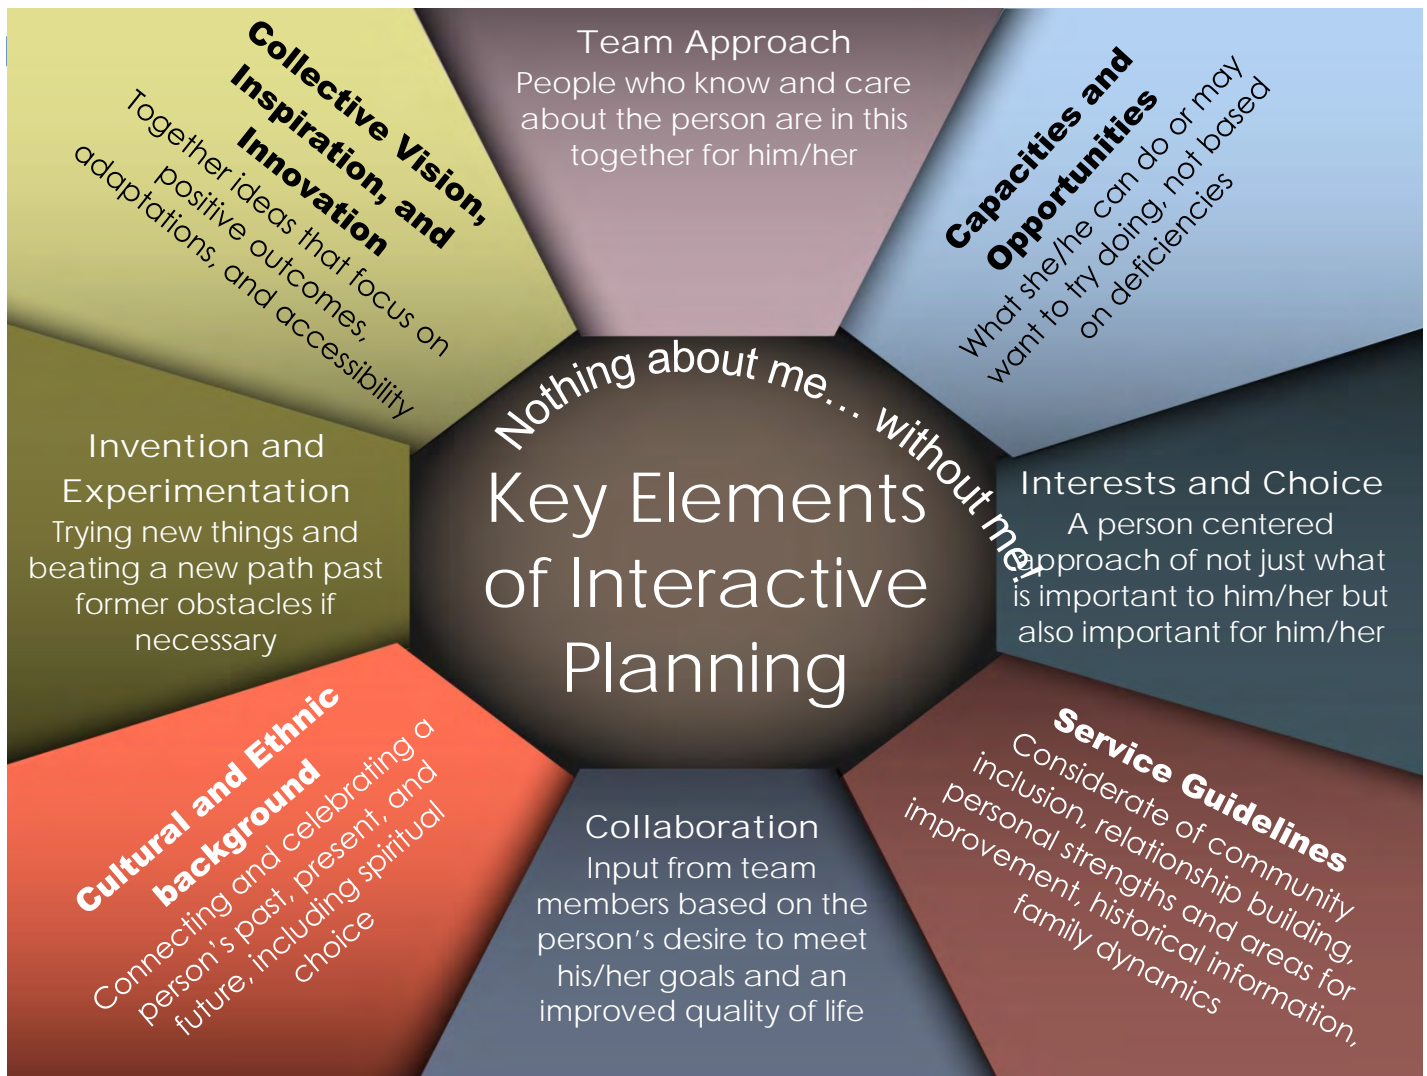 Collective Vision,
Inspiration, and
Innovation
Together ideas that focus on
positive outcomes,
adaptations, and accessibility
Team Approach
People who know and care
about the person are in this
together for him/her
Capacities and
Opportunities
What she/he can do or may
want to try doing, not based
on deficiencies
Invention and
Experimentation
Trying new things and
beating a new path past
former obstacles if
necessary
Nothing about me... without me!
Key Elements
of Interactive
Planning
Interests and Choice
A person centered
approach of not just what
is important to him/her but
also important for him/her
Cultural and Ethnic
background
Connecting and celebrating a
person's past, present, and
future, including spiritual
choice
Collaboration
Input from team
members based on the
person's desire to meet
his/her goals and an
improved quality of life
Service Guidelines
Considerate of community
inclusion, relationship building,
personal strengths and areas for
improvement, historical information,
family dynamics